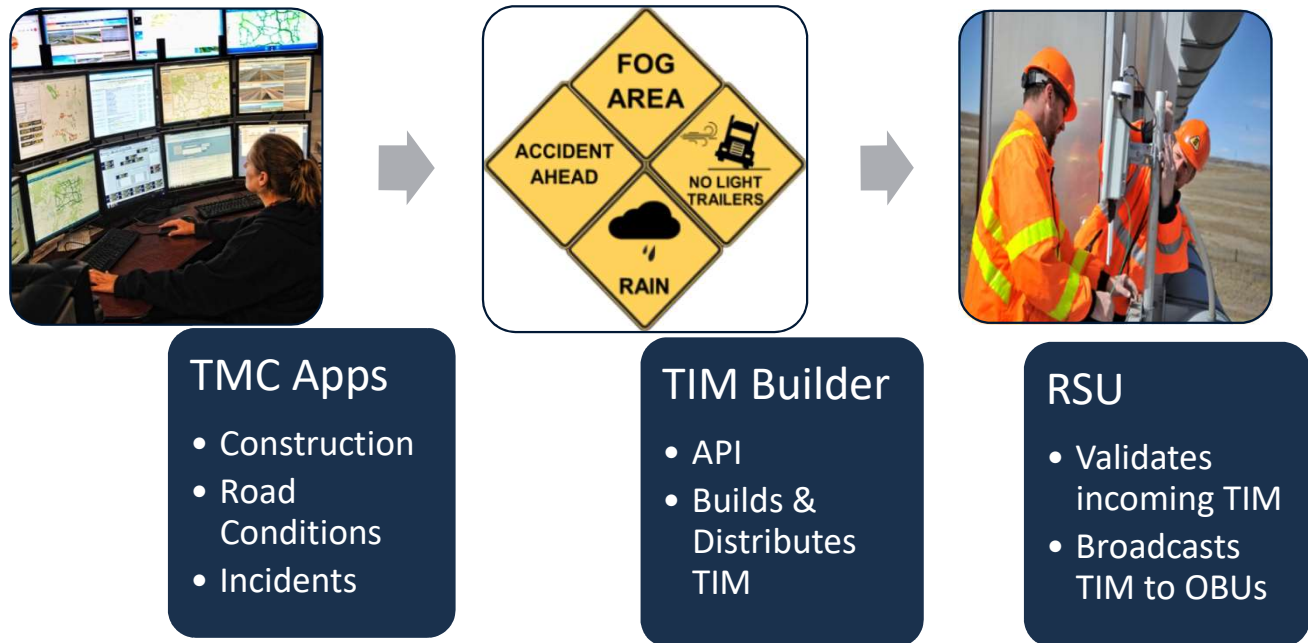 FOG
AREA
ACCIDENT
AHEAD
NO LIGHT
TRAILERS
RAIN
TMC Apps
• Construction
• Road
Conditions
• Incidents
TIM Builder
• API
• Builds &
Distributes
TIM
RSU
• Validates
incoming TIM
• Broadcasts
TIM to OBUs